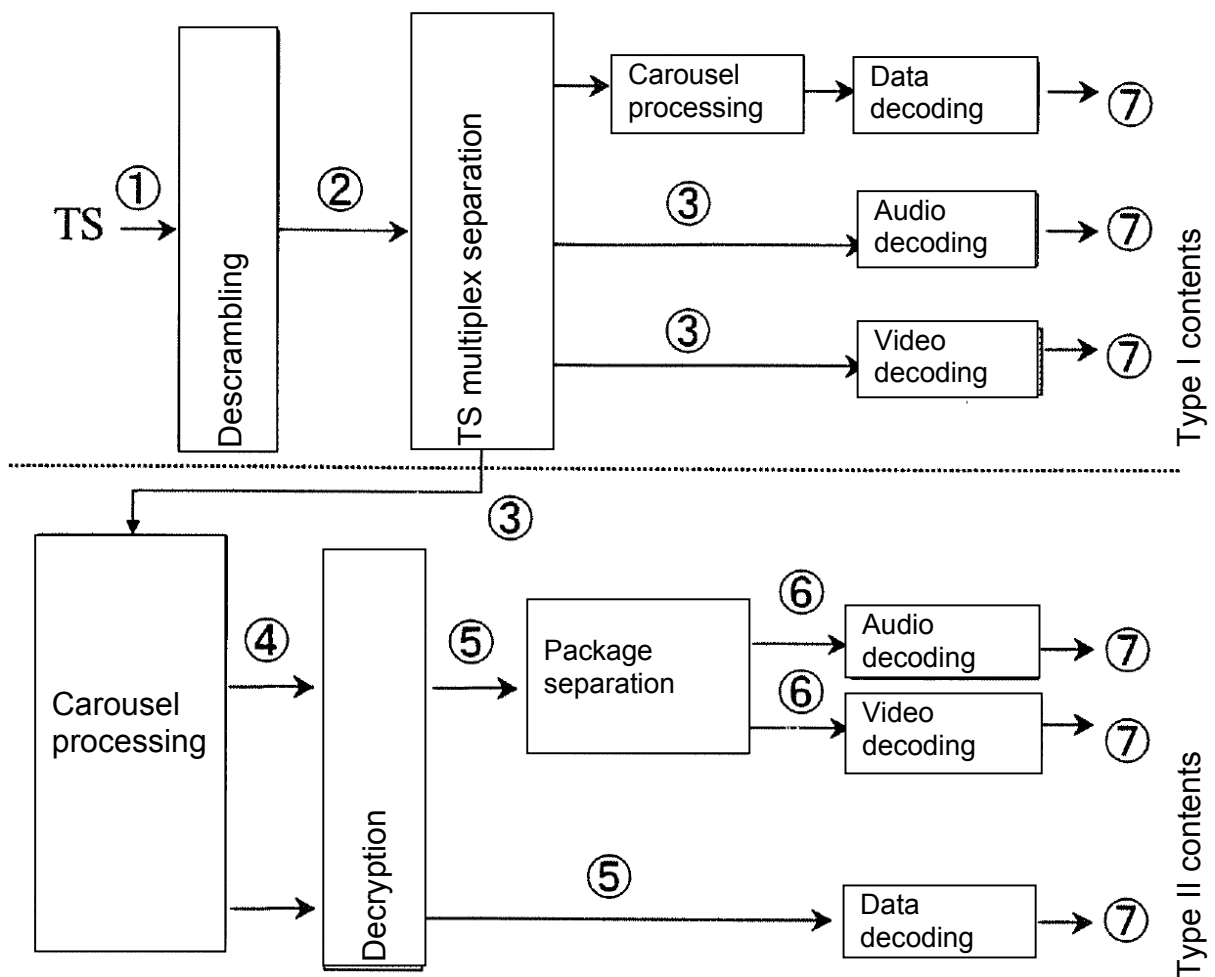 Carousel
processing
Data
decoding
⑦
①
②
TS
Descrambling
TS multiplex separation
③
Audio
decoding
⑦
③
Video
decoding
⑦
Type I contents
③
Carousel
processing
④
Decryption
⑤
Package
separation
⑥
Audio
decoding
⑦
⑥
Video
decoding
⑦
⑤
Data
decoding
⑦
Type II contents